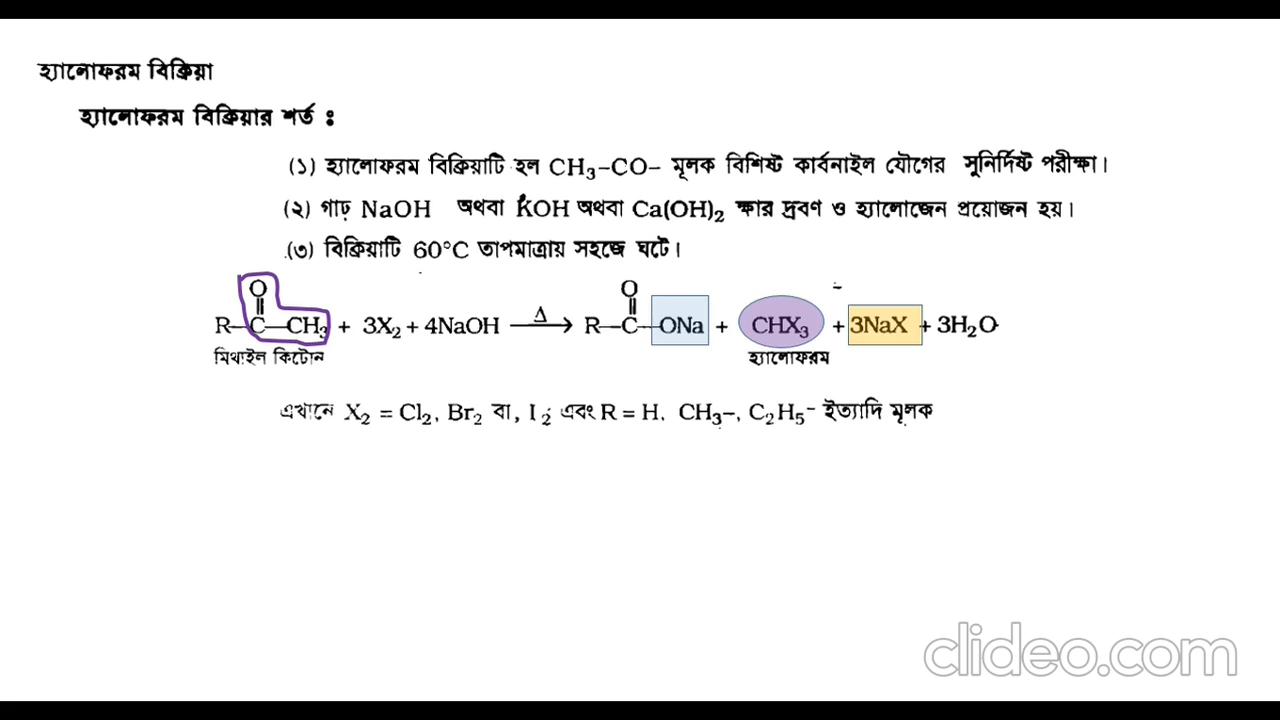 হ্যালোফরম বিক্রিয়া
হ্যালোফরম বিক্রিয়ার শর্ত ঃ
(১) হ্যালোফরম বিক্রিয়াটি হল CH₃–CO– মূলক বিশিষ্ট কার্বনাইল যৌগের সুনির্দিষ্ট পরীক্ষা।
(২) গাঢ় NaOH অথবা KOH অথবা Ca(OH)₂ ক্ষার দ্রবণ ও হ্যালোজেন প্রয়োজন হয়।
(৩) বিক্রিয়াটি 60°C তাপমাত্রায় সহজে ঘটে।
O O
R–C–CH₃ + 3X₂ + 4NaOH —Δ→ R–C–ONa + CHX₃ + 3NaX + 3H₂O
মিথাইল কিটোন হ্যালোফরম
এখানে X₂ = Cl₂, Br₂ বা, I₂ এবং R = H, CH₃–, C₂H₅– ইত্যাদি মূলক
clideo.com